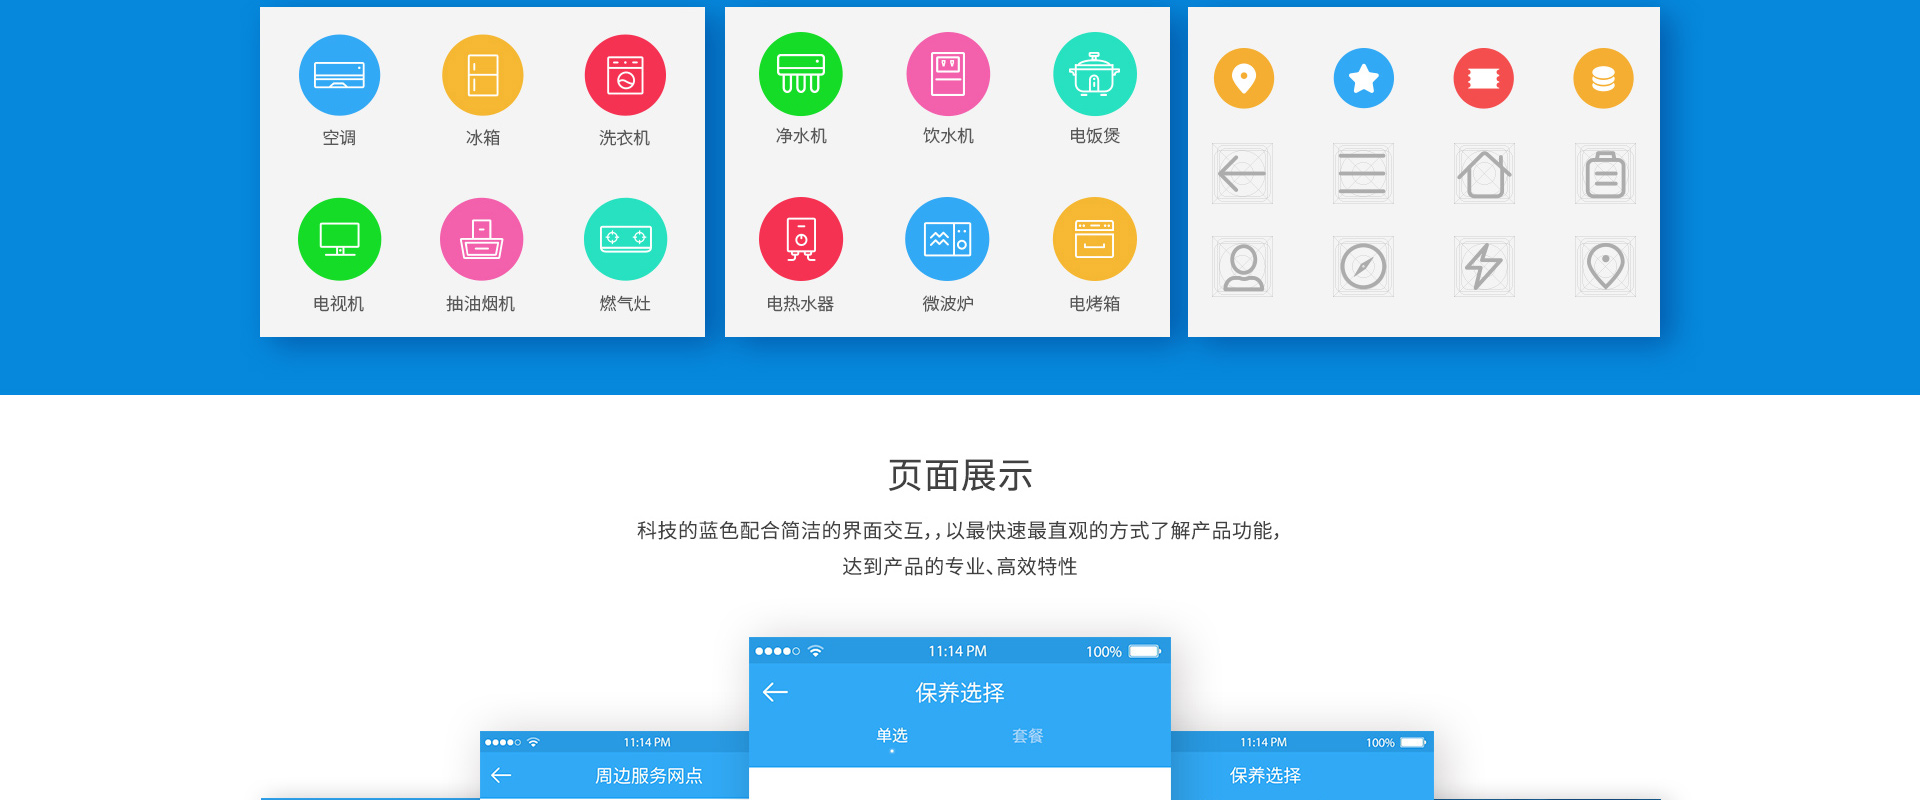 空调 冰箱 洗衣机
净水机 饮水机 电饭煲
电视机 抽油烟机 燃气灶
电热水器 微波炉 电烤箱
页面展示
科技的蓝色配合简洁的界面交互，，以最快速最直观的方式了解产品功能，
达到产品的专业、高效特性
11:14 PM 100%
保养选择
单选 套餐
11:14 PM
周边服务网点
11:14 PM 100%
保养选择